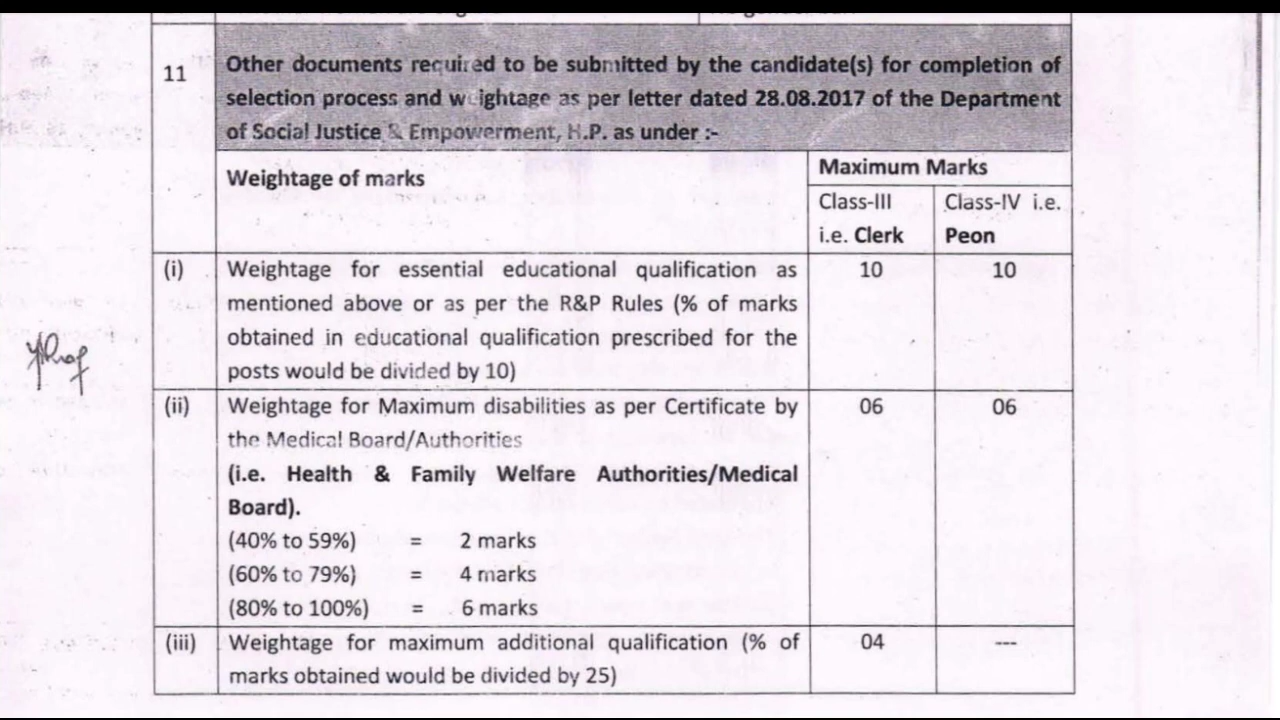 11
Other documents required to be submitted by the candidate(s) for completion of
selection process and weightage as per letter dated 28.08.2017 of the Department
of Social Justice & Empowerment, H.P. as under :-
Weightage of marks
Maximum Marks
Class-III
i.e. Clerk
Class-IV i.e.
Peon
(i) Weightage for essential educational qualification as 10 10
mentioned above or as per the R&P Rules (% of marks
obtained in educational qualification prescribed for the
posts would be divided by 10)
(ii) Weightage for Maximum disabilities as per Certificate by 06 06
the Medical Board/Authorities
(i.e. Health & Family Welfare Authorities/Medical
Board).
(40% to 59%) = 2 marks
(60% to 79%) = 4 marks
(80% to 100%) = 6 marks
(iii) Weightage for maximum additional qualification (% of 04 ---
marks obtained would be divided by 25)